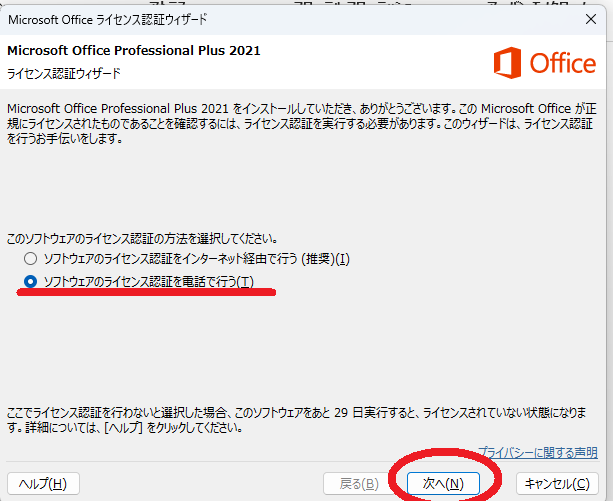 Microsoft Office ライセンス認証ウィザード
Microsoft Office Professional Plus 2021
ライセンス認証ウィザード
Office
Microsoft Office Professional Plus 2021 をインストールしていただき、ありがとうございます。この Microsoft Office が正
規にライセンスされたものであることを確認するには、ライセンス認証を実行する必要があります。このウィザードは、ライセンス認証
を行うお手伝いをします。
このソフトウェアのライセンス認証の方法を選択してください。
ソフトウェアのライセンス認証をインターネット経由で行う (推奨)(I)
ソフトウェアのライセンス認証を電話で行う(T)
ここでライセンス認証を行わないと選択した場合、このソフトウェアをあと 29 日実行すると、ライセンスされていない状態になりま
す。詳細については、[ヘルプ] をクリックしてください。
プライバシーに関する声明
ヘルプ(H)
戻る(B)
次へ(N)
キャンセル(C)